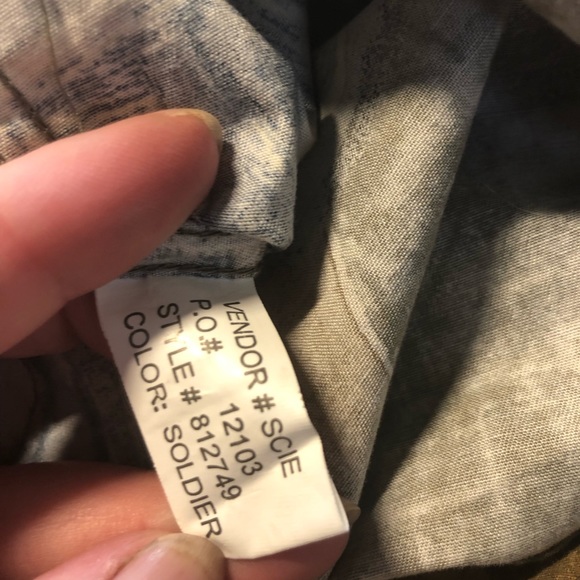 VENDOR # SCIE
P.O.# 12103
STYLE # 812749
COLOR: SOLDIER